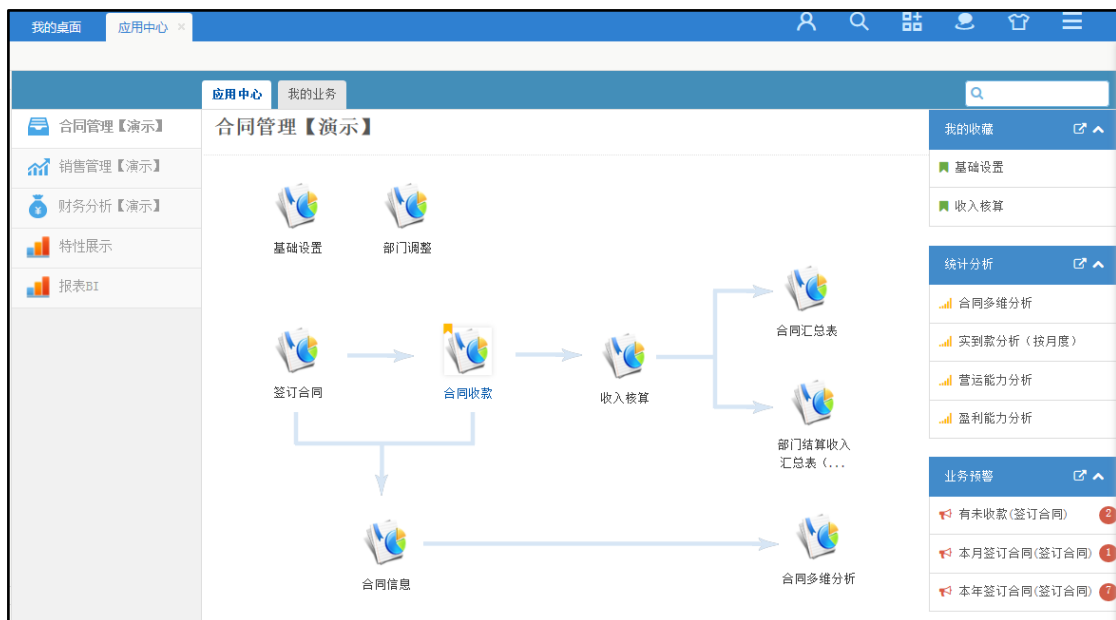 我的桌面
应用中心 ×
应用中心
我的业务
合同管理【演示】
销售管理【演示】
财务分析【演示】
特性展示
报表BI
合同管理【演示】
基础设置
部门调整
签订合同
合同收款
收入核算
合同汇总表
部门结算收入
汇总表（...
合同信息
合同多维分析
我的收藏
基础设置
收入核算
统计分析
合同多维分析
实到款分析（按月度）
营运能力分析
盈利能力分析
业务预警
有未收款(签订合同) 2
本月签订合同(签订合同) 1
本年签订合同(签订合同) 7